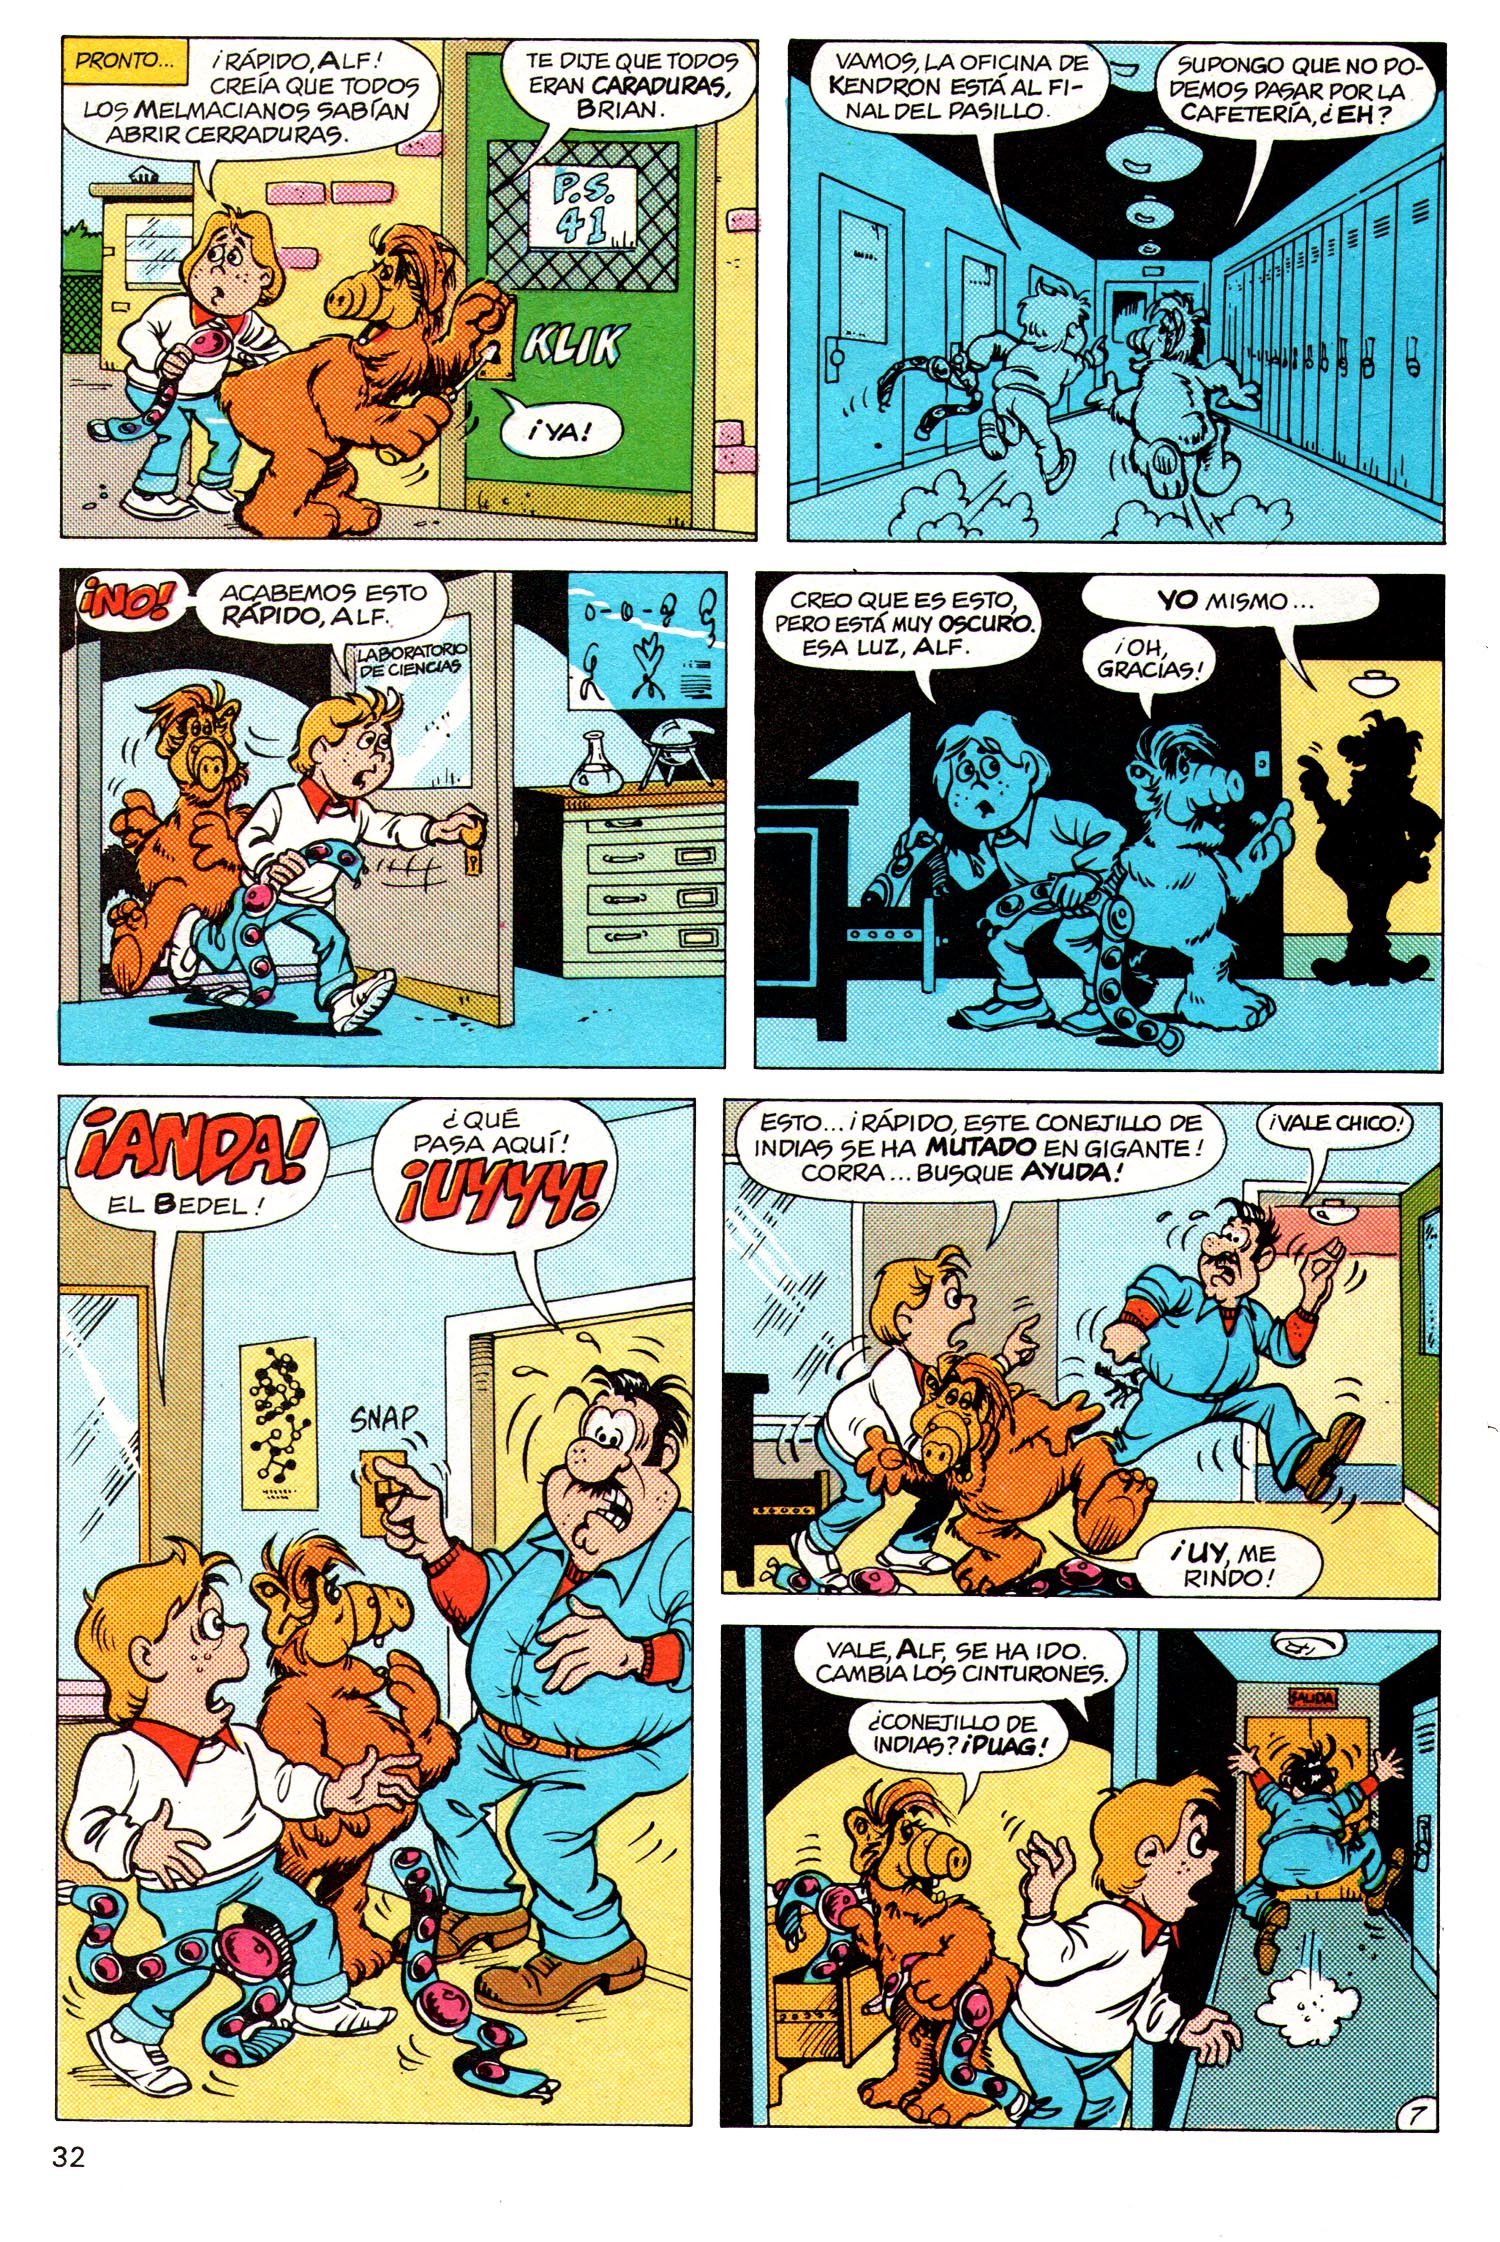 PRONTO...
¡RÁPIDO, ALF!
CREÍA QUE TODOS
LOS MELMACIANOS SABÍAN
ABRIR CERRADURAS.
TE DIJE QUE TODOS
ERAN CARADURAS,
BRIAN.
P.S.
41
KLIK
¡YA!
VAMOS, LA OFICINA DE
KENDRON ESTÁ AL FI-
NAL DEL PASILLO.
SUPONGO QUE NO PO-
DEMOS PASAR POR LA
CAFETERÍA, ¿EH?
¡NO!
ACABEMOS ESTO
RÁPIDO, ALF.
LABORATORIO
DE CIENCIAS
CREO QUE ES ESTO,
PERO ESTÁ MUY OSCURO.
ESA LUZ, ALF.
YO MISMO...
¡OH,
GRACIAS!
¡ANDA!
EL BEDEL!
¿QUÉ
PASA AQUÍ!
¡UYYY!
SNAP
ESTO... ¡RÁPIDO, ESTE CONEJILLO DE
INDIAS SE HA MUTADO EN GIGANTE!
CORRA... BUSQUE AYUDA!
¡VALE CHICO!
¡UY, ME
RINDO!
VALE, ALF, SE HA IDO.
CAMBIA LOS CINTURONES.
¿CONEJILLO DE
INDIAS? ¡PUAG!
SALIDA
7
32